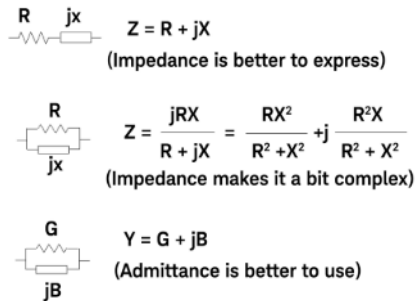 R jx
Z = R + jX
(Impedance is better to express)
R
jx
Z = jRX / R + jX = RX² / R² +X² +j R²X / R² + X²
(Impedance makes it a bit complex)
G
jB
Y = G + jB
(Admittance is better to use)